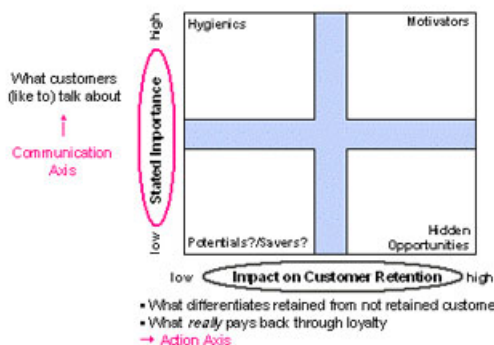 high
Hygienics
Motivators
What customers
(like to) talk about
Communication
Axis
Stated Importance
low
Potentials?/Savers?
Hidden
Opportunities
low
Impact on Customer Retention
high
• What differentiates retained from not retained custome
• What really pays back through loyalty
→ Action Axis